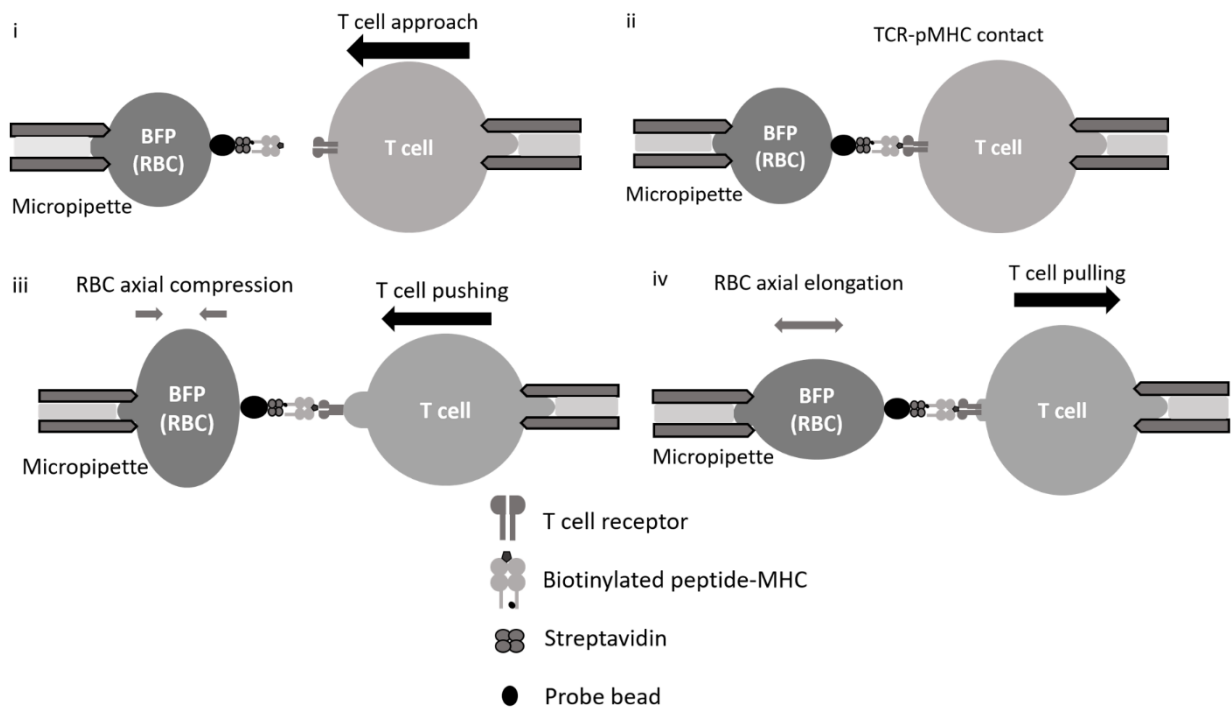 i
T cell approach
BFP
(RBC)
T cell
Micropipette
ii
TCR-pMHC contact
BFP
(RBC)
T cell
Micropipette
iii
RBC axial compression
T cell pushing
BFP
(RBC)
T cell
Micropipette
iv
RBC axial elongation
T cell pulling
BFP
(RBC)
T cell
Micropipette
T cell receptor
Biotinylated peptide-MHC
Streptavidin
Probe bead